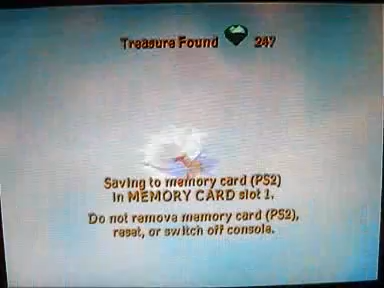 Treasure Found 247
Saving to memory card (PS2)
in MEMORY CARD slot 1.
Do not remove memory card (PS2),
reset, or switch off console.